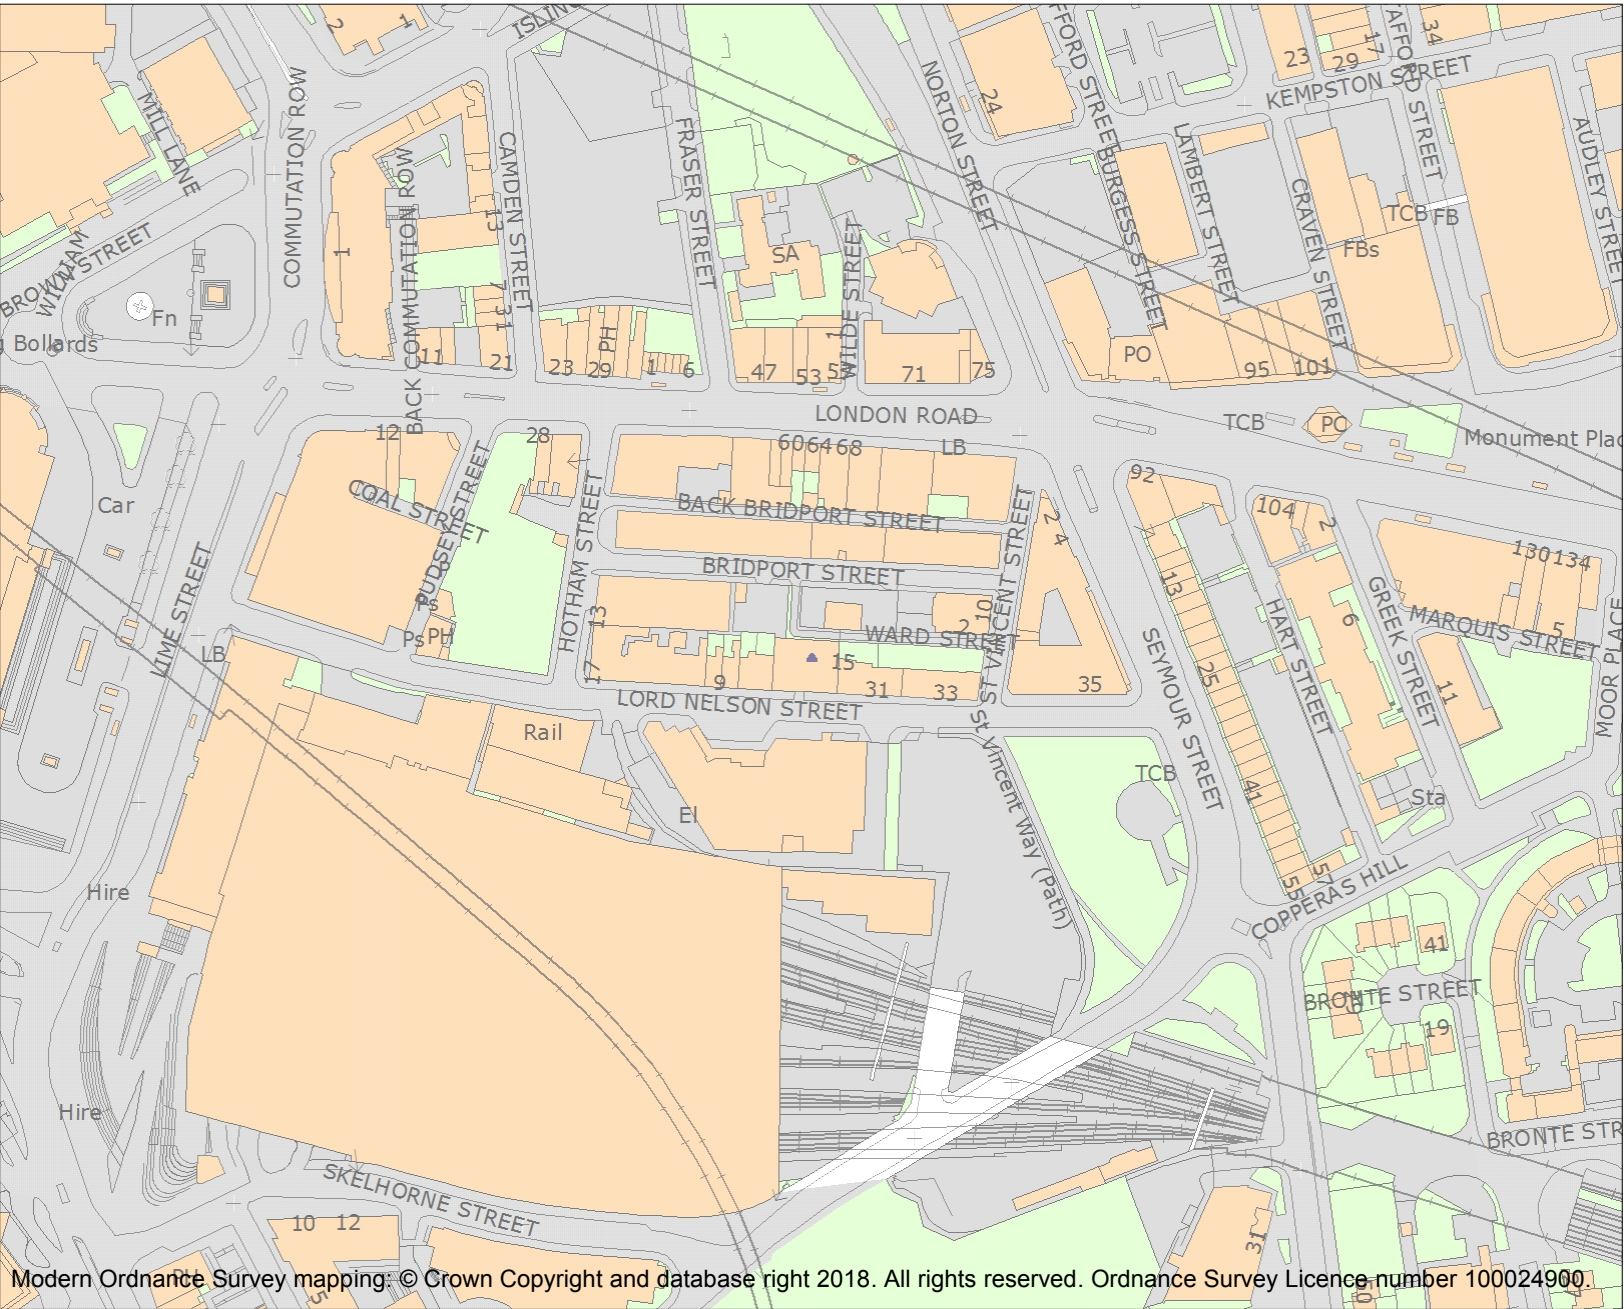 ISLING
2
1
MILL LANE
COMMUTATION ROW
BACK COMMUTATION ROW
CAMDEN STREET
FRASER STREET
NORTON STREET
24
FFORD STREE
BURGESS STREET
LAMBERT STREET
CRAVEN STREET
KEMPSTON STREET
23
29
17
34
AFFORD STREET
AUDLEY STREET
TCB
FB
FBs
BROWN STREET
WILLIAM
Fn
g Bollards
1
13
7
3
1
11
21
23
29
PH
1
6
SA
WILDE STREET
1
47
53
71
75
PO
95
101
LONDON ROAD
TCB
PC
Monument Plac
12
28
60
64
68
LB
92
104
2
130
134
Car
COAL STREET
PUDSEY STREET
HOTHAM STREET
BACK BRIDPORT STREET
BRIDPORT STREET
ST VINCENT STREET
2
4
13
HART STREET
GREEK STREET
6
MARQUIS STREET
5
MOOR PLACE
LIME STREET
LB
Ps
Ps
PH
13
17
10
2
WARD STREET
15
9
31
33
35
25
SEYMOUR STREET
11
LORD NELSON STREET
St Vincent Way (Path)
Rail
El
TCB
41
Sta
Hire
55
57
COPPERAS HILL
41
BRONTE STREET
19
Hire
BRONTE STR
SKELHORNE STREET
10
12
31
PH
5
Modern Ordnance Survey mapping: © Crown Copyright and database right 2018. All rights reserved. Ordnance Survey Licence number 100024900.